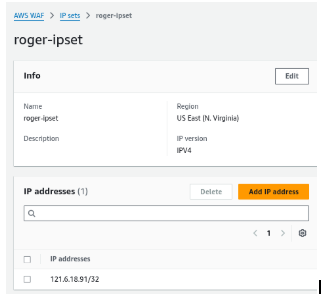 AWS WAF > IP sets > roger-ipset
roger-ipset
Info
Edit
Name
roger-ipset
Region
US East (N. Virginia)
Description
IP version
IPV4
IP addresses (1)
Delete
Add IP address
< 1 >
IP addresses
121.6.18.91/32